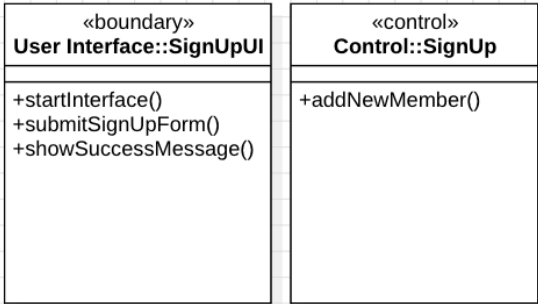 «boundary»
User Interface::SignUpUI
+startInterface()
+submitSignUpForm()
+showSuccessMessage()
«control»
Control::SignUp
+addNewMember()